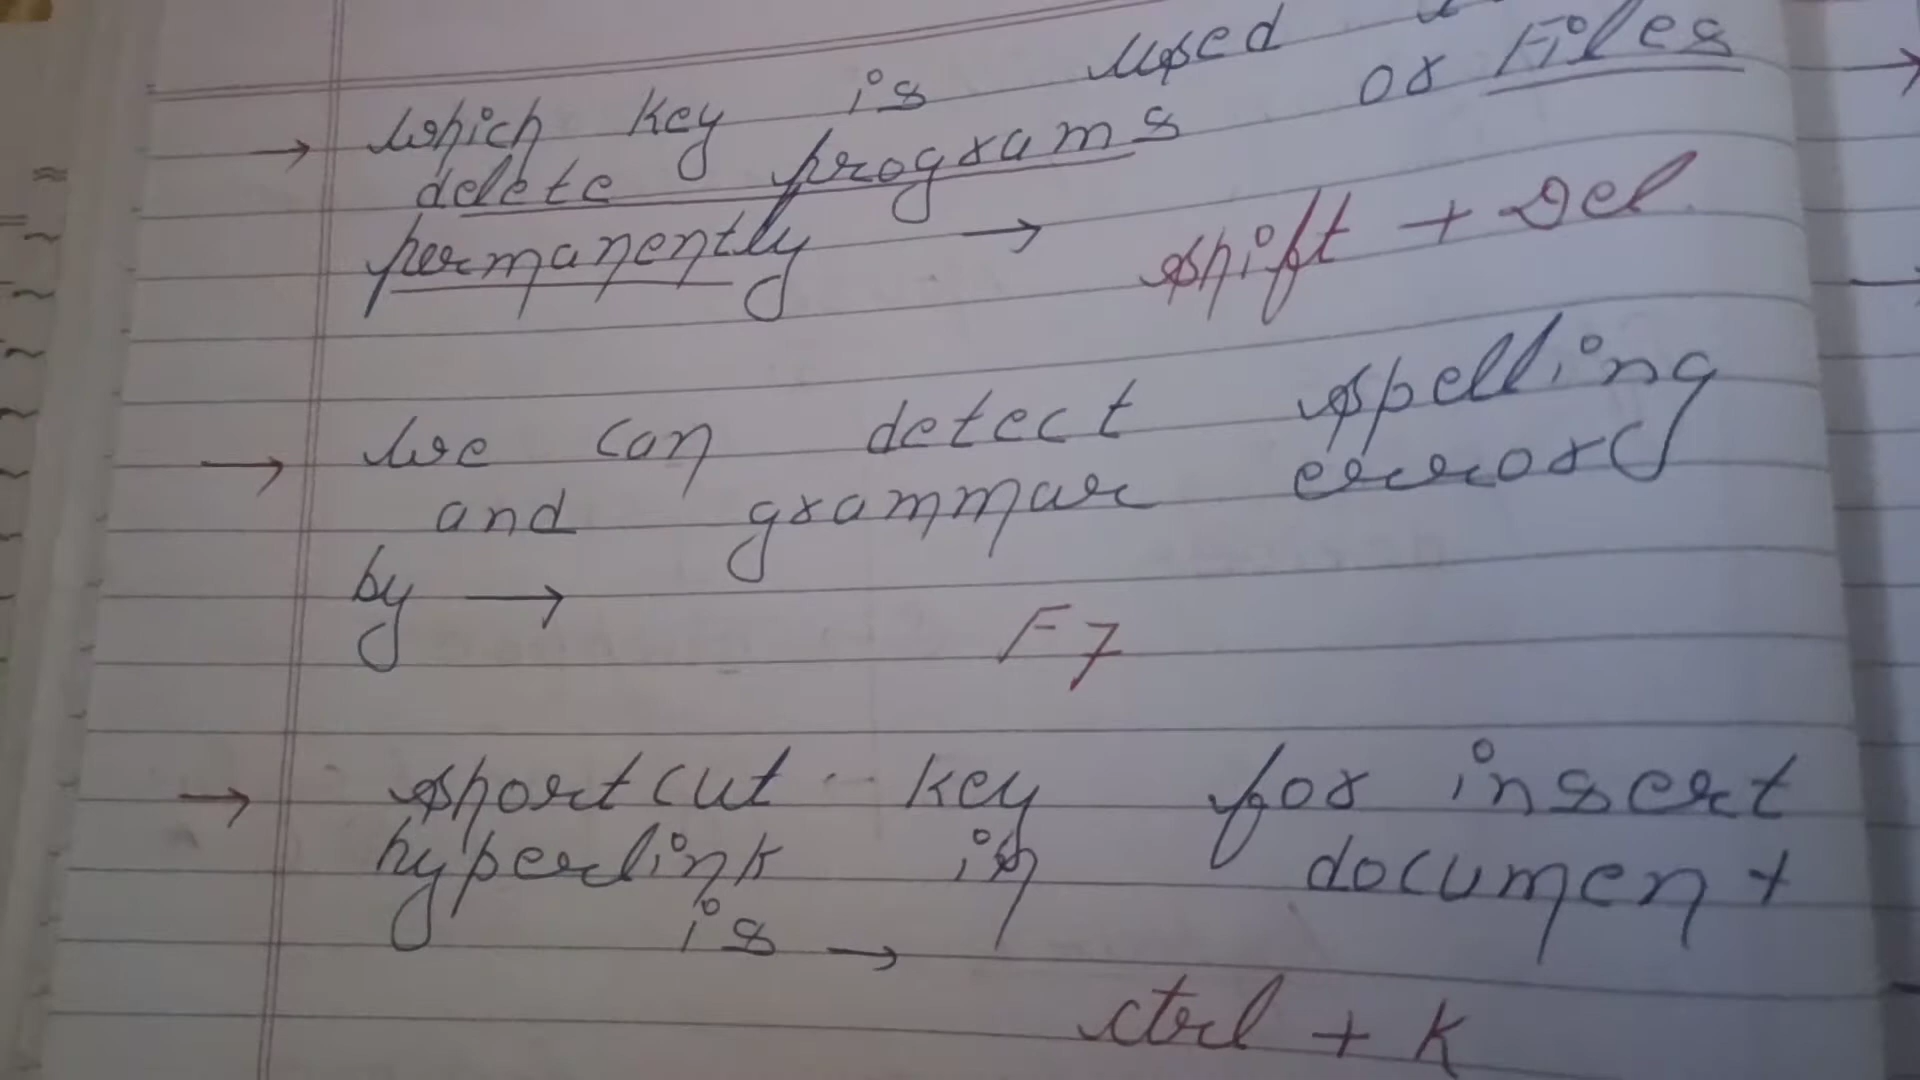 → which key is used
delete programs or Files
permanently → shift + Del
→ we can detect spelling
and grammar errors
by →
F7
→ shortcut key for insert
hyperlink in document
is →
ctrl + K